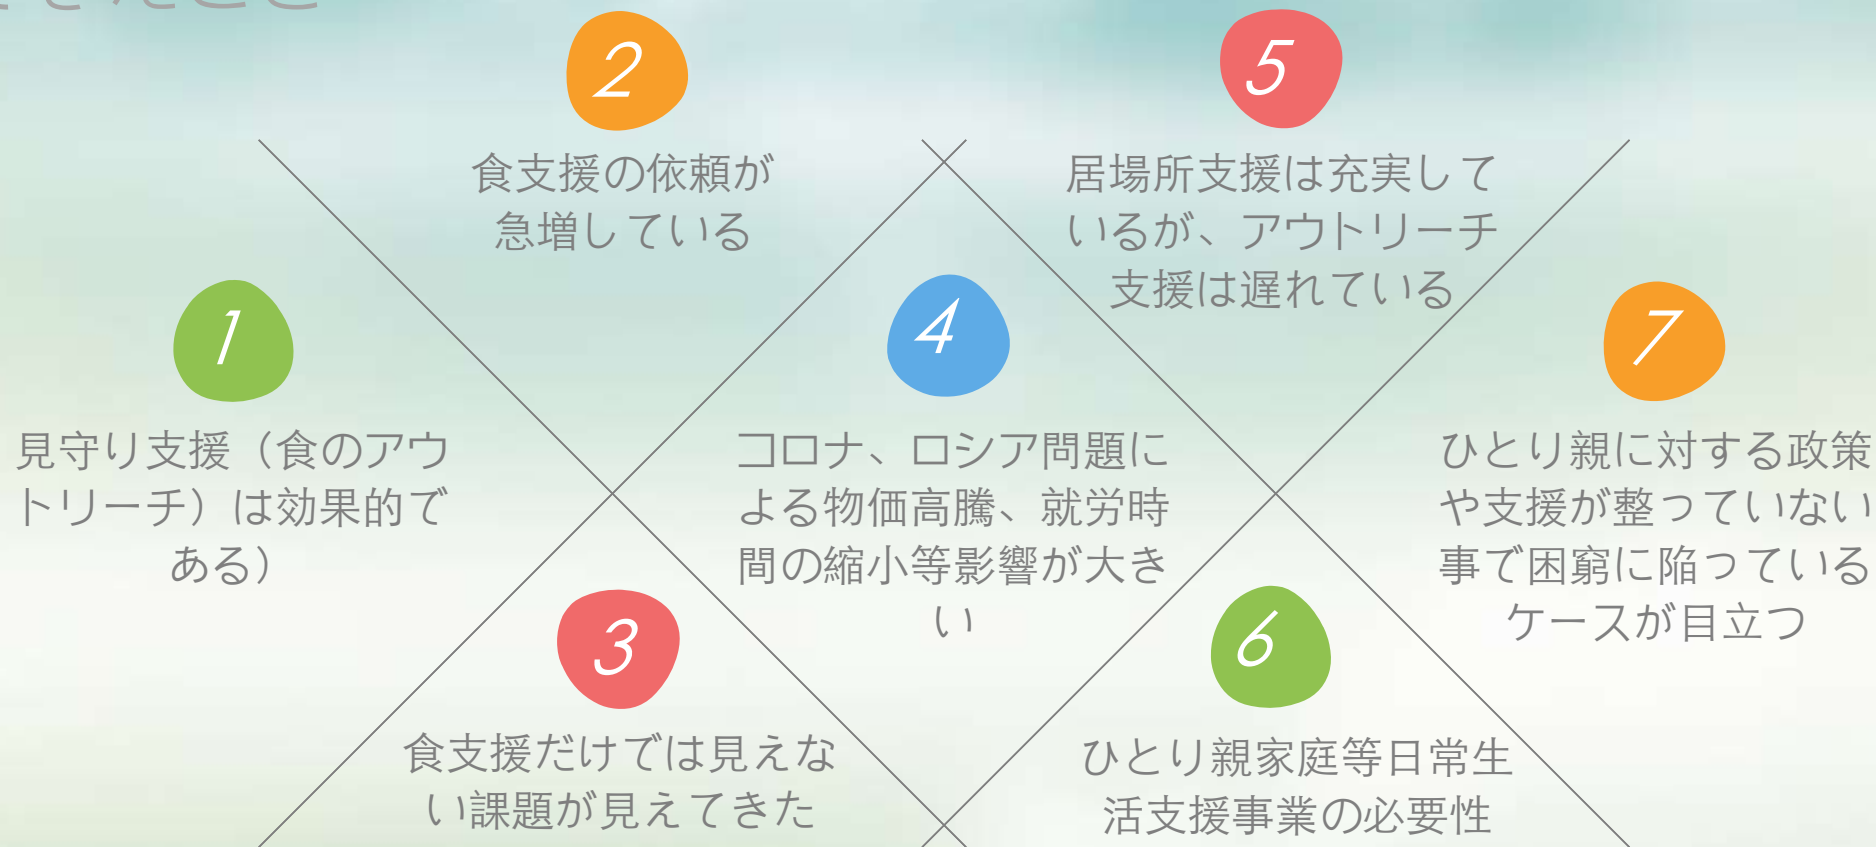 1
見守り支援（食のアウ
トリーチ）は効果的で
ある）
2
食支援の依頼が
急増している
3
食支援だけでは見えな
い課題が見えてきた
4
コロナ、ロシア問題に
よる物価高騰、就労時
間の縮小等影響が大き
い
5
居場所支援は充実して
いるが、アウトリーチ
支援は遅れている
6
ひとり親家庭等日常生
活支援事業の必要性
7
ひとり親に対する政策
や支援が整っていない
事で困窮に陥っている
ケースが目立つ